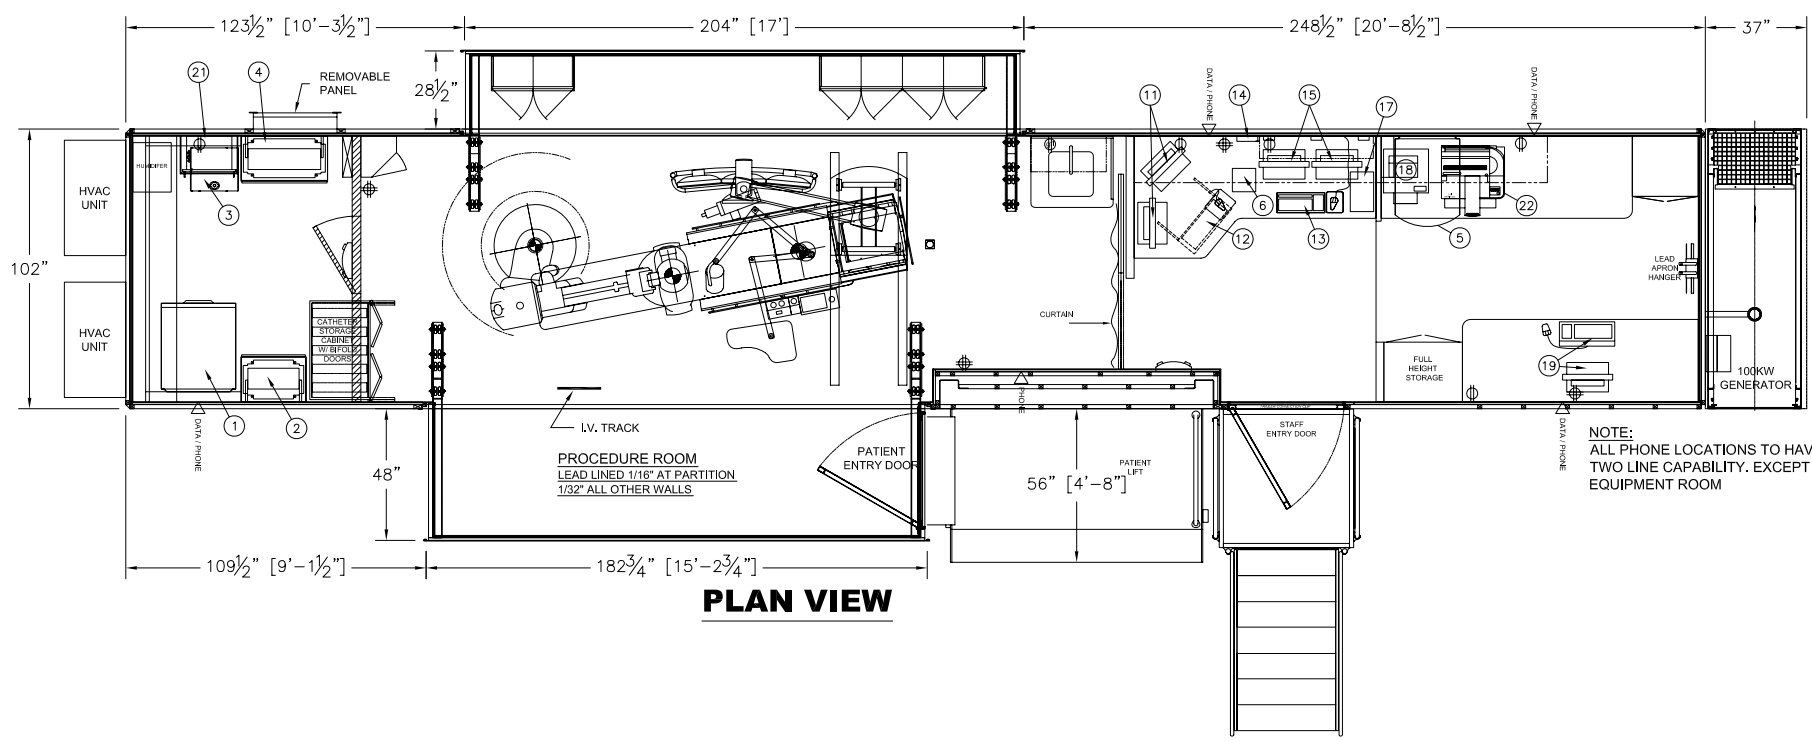 123½" [10'-3½"]
204" [17']
248½" [20'-8½"]
37"
21
4
REMOVABLE
PANEL
28½"
DATA / PHONE
DATA / PHONE
11
14
15
17
HUMIDIFER
HVAC
UNIT
3
18
6
12
13
5
22
102"
LEAD
APRON
HANGER
HVAC
UNIT
CATHETER
STORAGE
CABINET
W/ BIFOLD
DOORS
CURTAIN
FULL
HEIGHT
STORAGE
19
100KW
GENERATOR
1
2
DATA / PHONE
I.V. TRACK
PHONE
STAFF
ENTRY DOOR
DATA / PHONE
NOTE:
ALL PHONE LOCATIONS TO HAV
TWO LINE CAPABILITY. EXCEPT
EQUIPMENT ROOM
48"
PROCEDURE ROOM
LEAD LINED 1/16" AT PARTITION
1/32" ALL OTHER WALLS
PATIENT
ENTRY DOOR
PATIENT
LIFT
56" [4'-8"]
109½" [9'-1½"]
182¾" [15'-2¾"]
PLAN VIEW